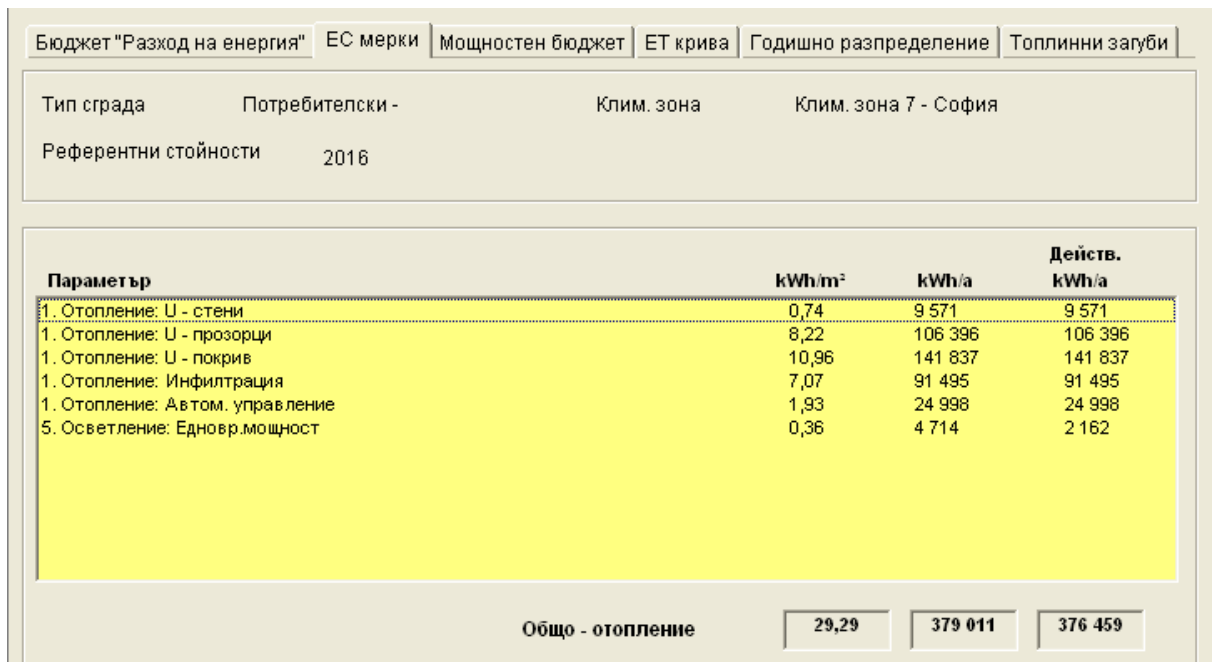 Бюджет "Разход на енергия" ЕС мерки Мощностен бюджет ЕТ крива Годишно разпределение Топлинни загуби
Тип сграда Потребителски - Клим. зона Клим. зона 7 - София
Референтни стойности 2016
Действ.
Параметър kWh/m² kWh/a kWh/a
1. Отопление: U - стени 0,74 9 571 9 571
1. Отопление: U - прозорци 8,22 106 396 106 396
1. Отопление: U - покрив 10,96 141 837 141 837
1. Отопление: Инфилтрация 7,07 91 495 91 495
1. Отопление: Автом. управление 1,93 24 998 24 998
5. Осветление: Едновр.мощност 0,36 4 714 2 162
Общо - отопление 29,29 379 011 376 459